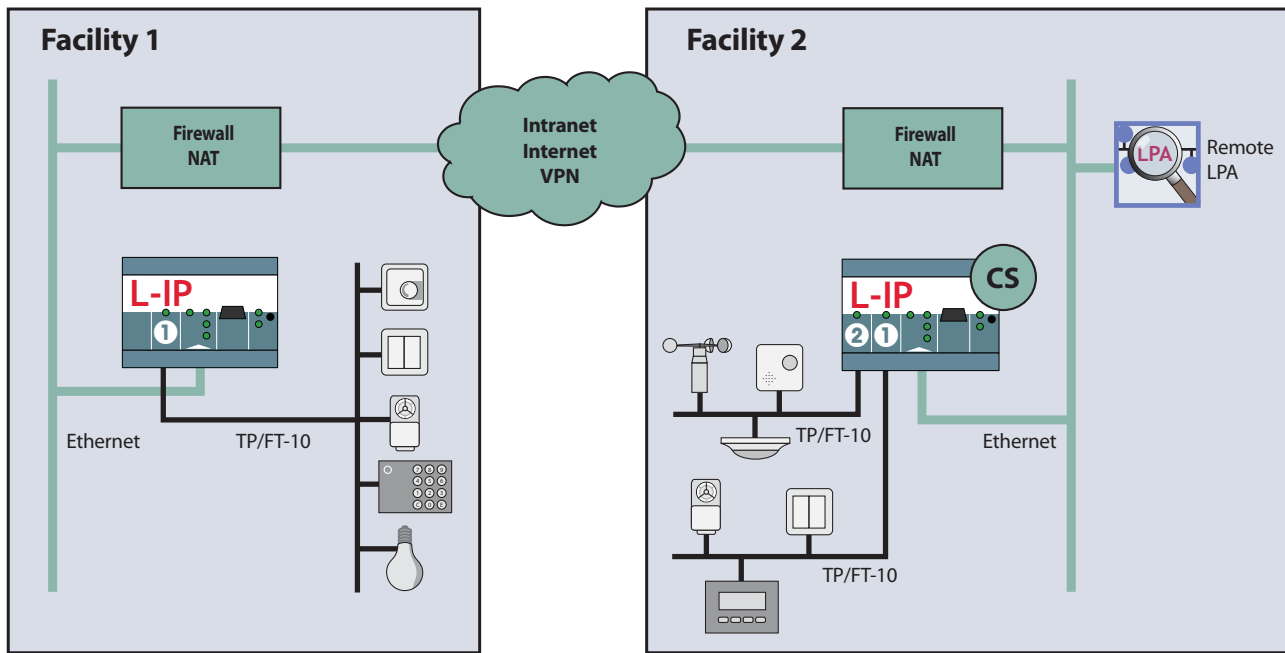 Facility 1
Firewall
NAT
L-IP
1
Ethernet
TP/FT-10
Intranet
Internet
VPN
Facility 2
Firewall
NAT
LPA
Remote
LPA
CS
L-IP
2 1
TP/FT-10
Ethernet
TP/FT-10